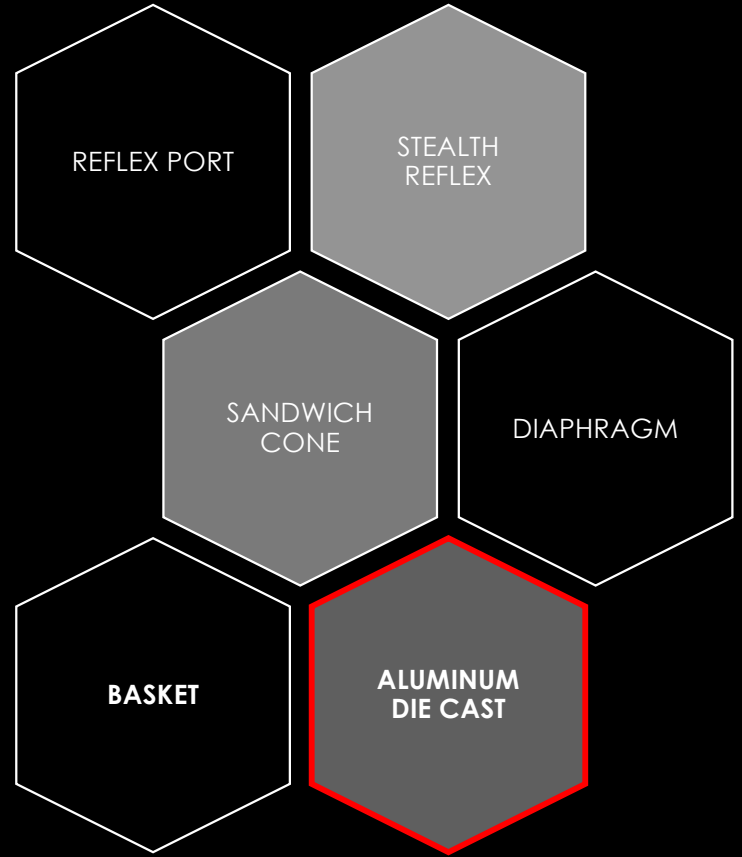 REFLEX PORT
STEALTH
REFLEX
SANDWICH
CONE
DIAPHRAGM
BASKET
ALUMINUM
DIE CAST